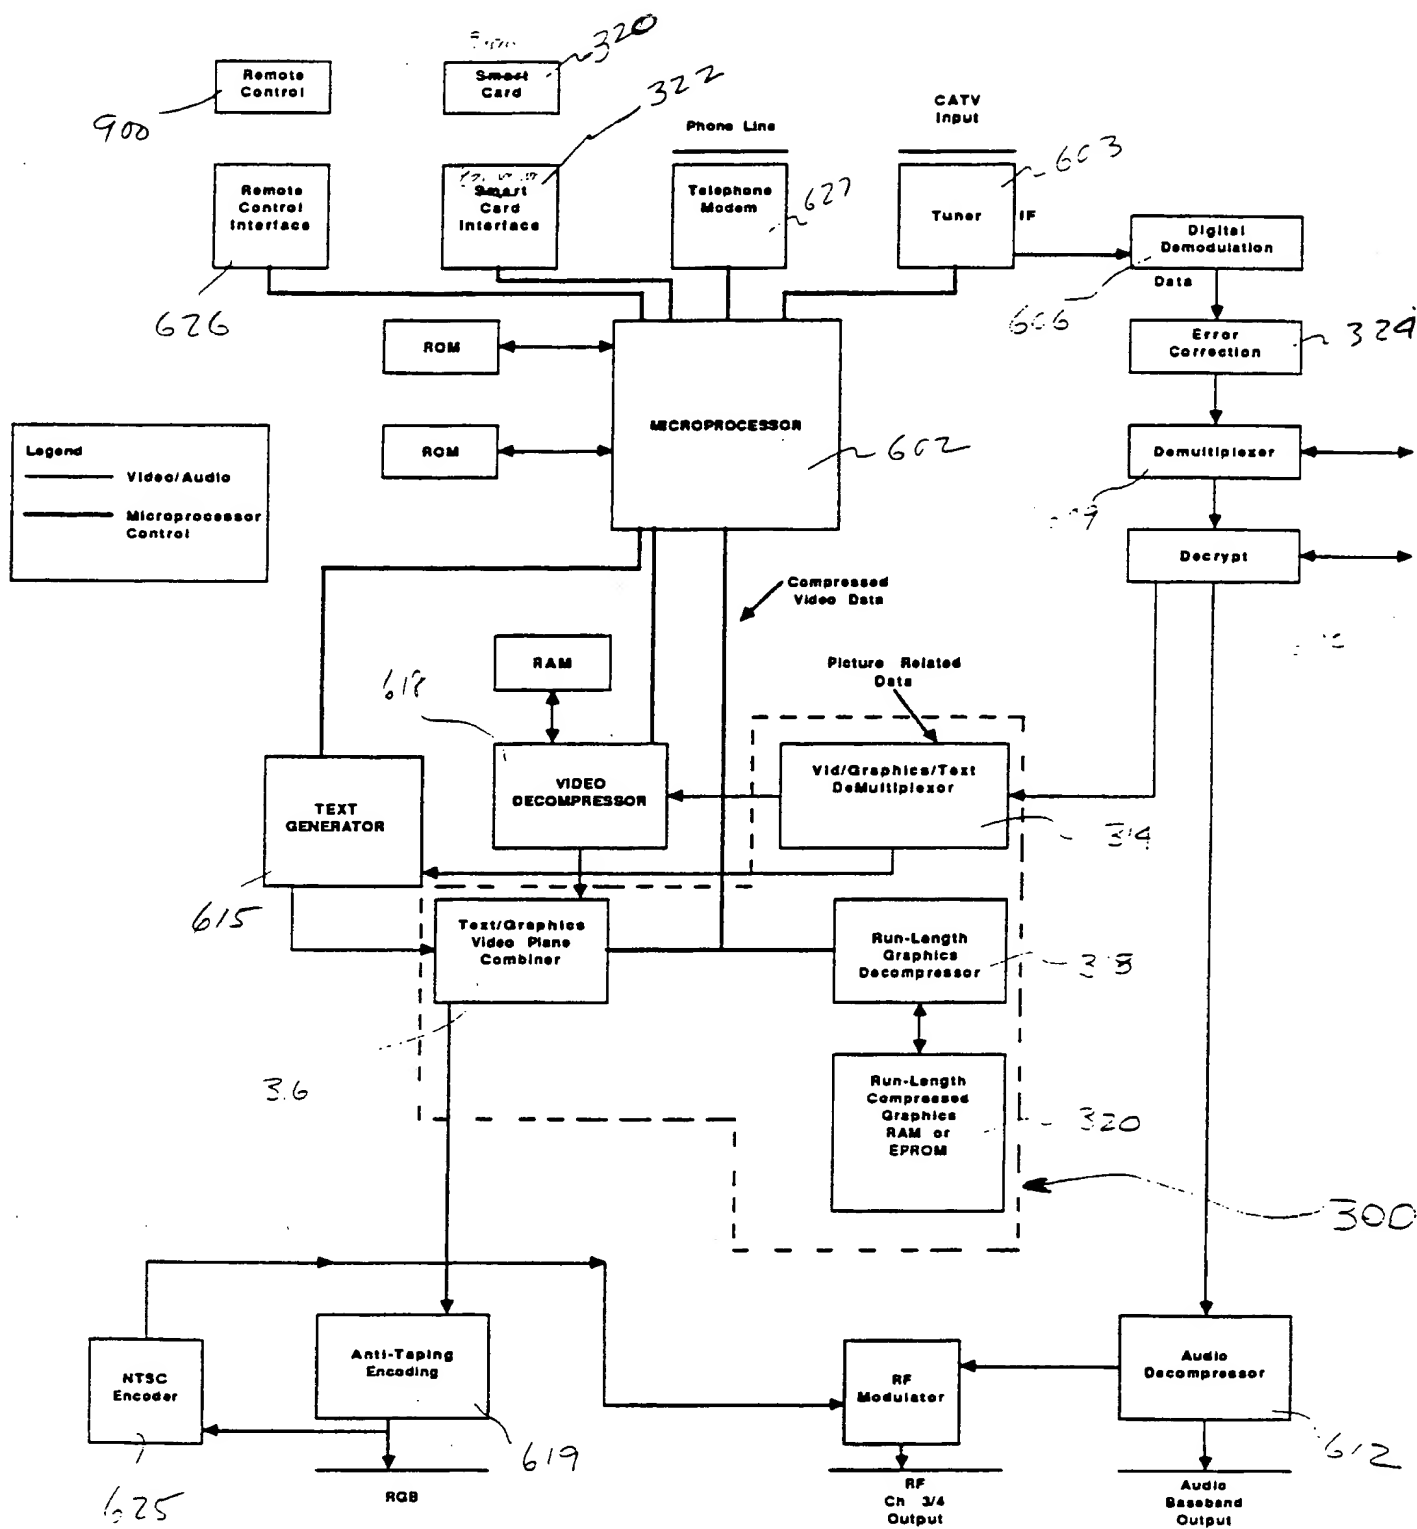 320
Remote
Control
Smart
Card
900
322
CATV
Input
Phone Line
603
Remote
Control
Interface
Smart
Card
Interface
Telephone
Modem
627
Tuner
IF
Digital
Demodulation
Data
626
606
ROM
Error
Correction
324
MICROPROCESSOR
ROM
602
Demultiplexer
Legend
Video/Audio
Microprocessor
Control
Decrypt
Compressed
Video Data
RAM
Picture Related
Data
618
VIDEO
DECOMPRESSOR
Vid/Graphics/Text
DeMultiplexor
TEXT
GENERATOR
314
615
Text/Graphics
Video Plane
Combiner
Run-Length
Graphics
Decompressor
Run-Length
Compressed
Graphics
RAM or
EPROM
320
300
NTSC
Encoder
Anti-Taping
Encoding
RF
Modulator
Audio
Decompressor
619
612
625
RGB
RF
Ch 3/4
Output
Audio
Baseband
Output